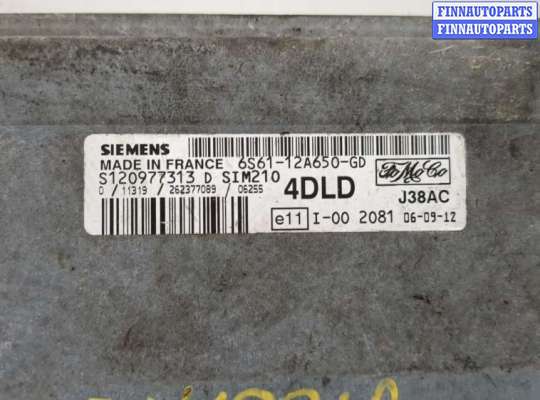 FINNAUTOPARTS
FINNAUTOPARTS
SIEMENS
MADE IN FRANCE 6S61-12A650-GD
S120977313 D SIM210
0 / 11319 / 262377089 / 06255
4DLD
FoMoCo
J38AC
e11 I-00 2081 06-09-12